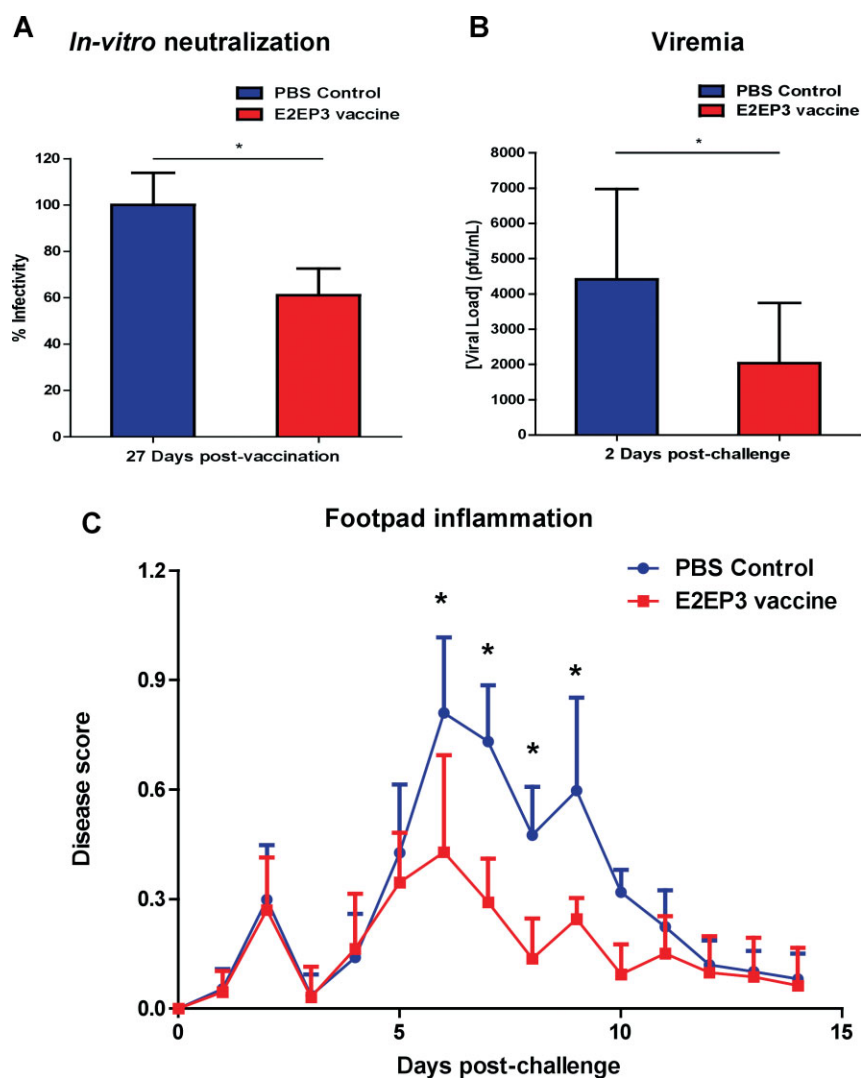 A
In-vitro neutralization
PBS Control
E2EP3 vaccine
*
120
100
80
60
40
20
0
% Infectivity
27 Days post-vaccination
B
Viremia
PBS Control
E2EP3 vaccine
*
8000
7000
6000
5000
4000
3000
2000
1000
0
[Viral Load] (pfu/mL)
2 Days post-challenge
C
Footpad inflammation
PBS Control
E2EP3 vaccine
* * * *
1.2
0.9
0.6
0.3
0.0
Disease score
0 5 10 15
Days post-challenge